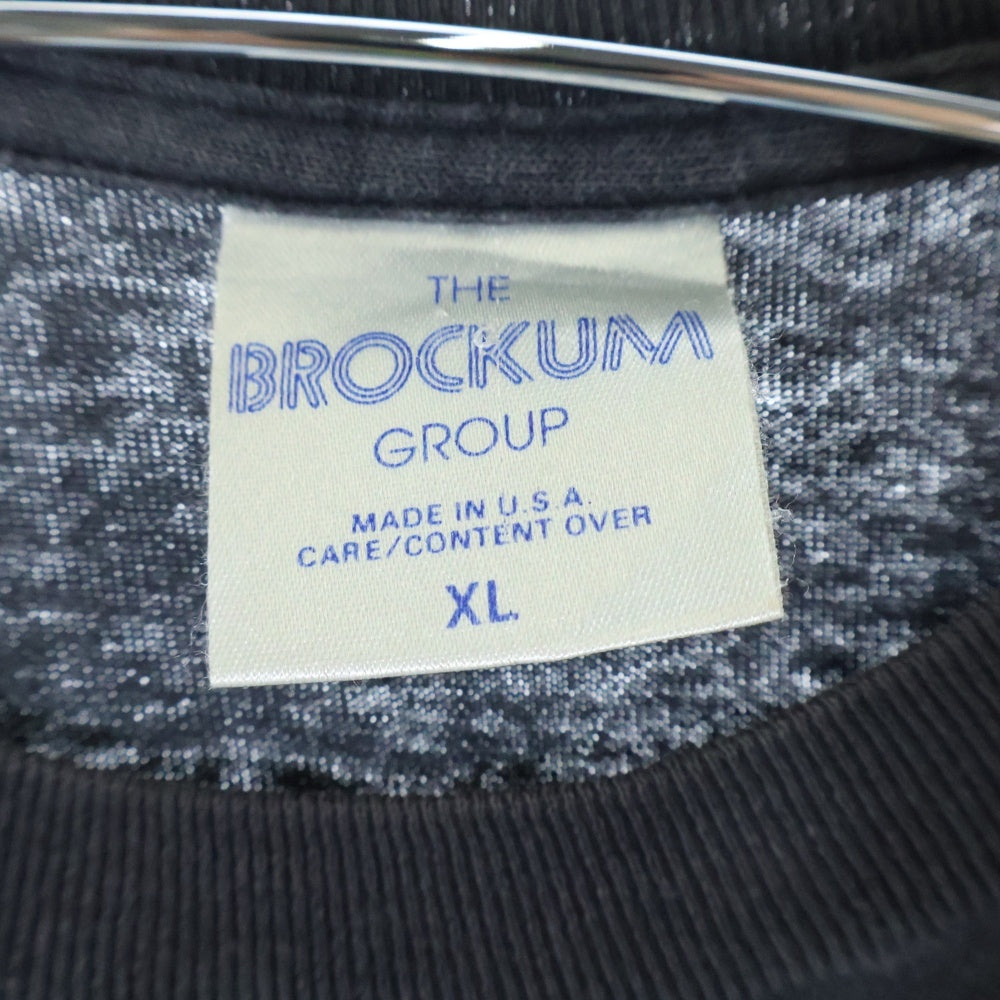 THE
BROCKUM
GROUP
MADE IN U.S.A.
CARE/CONTENT OVER
XL